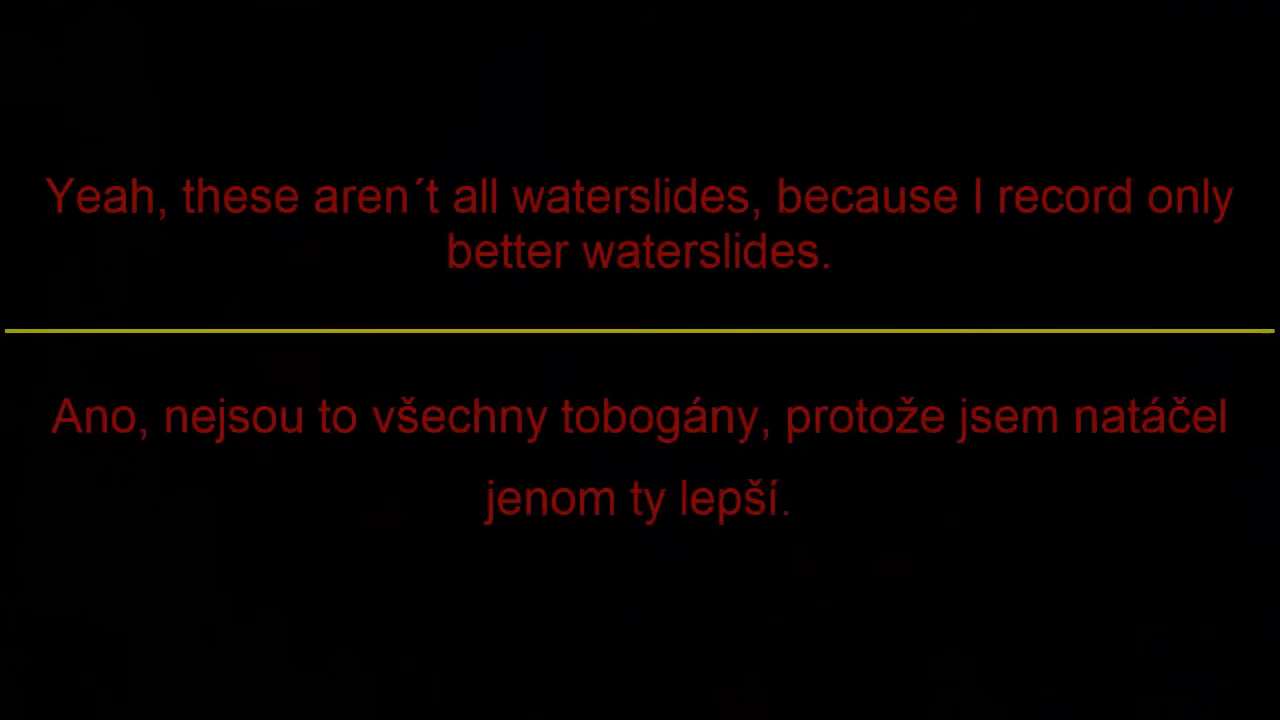 Yeah, these aren´t all waterslides, because I record only
better waterslides.
Ano, nejsou to všechny tobogány, protože jsem natáčel
jenom ty lepší.